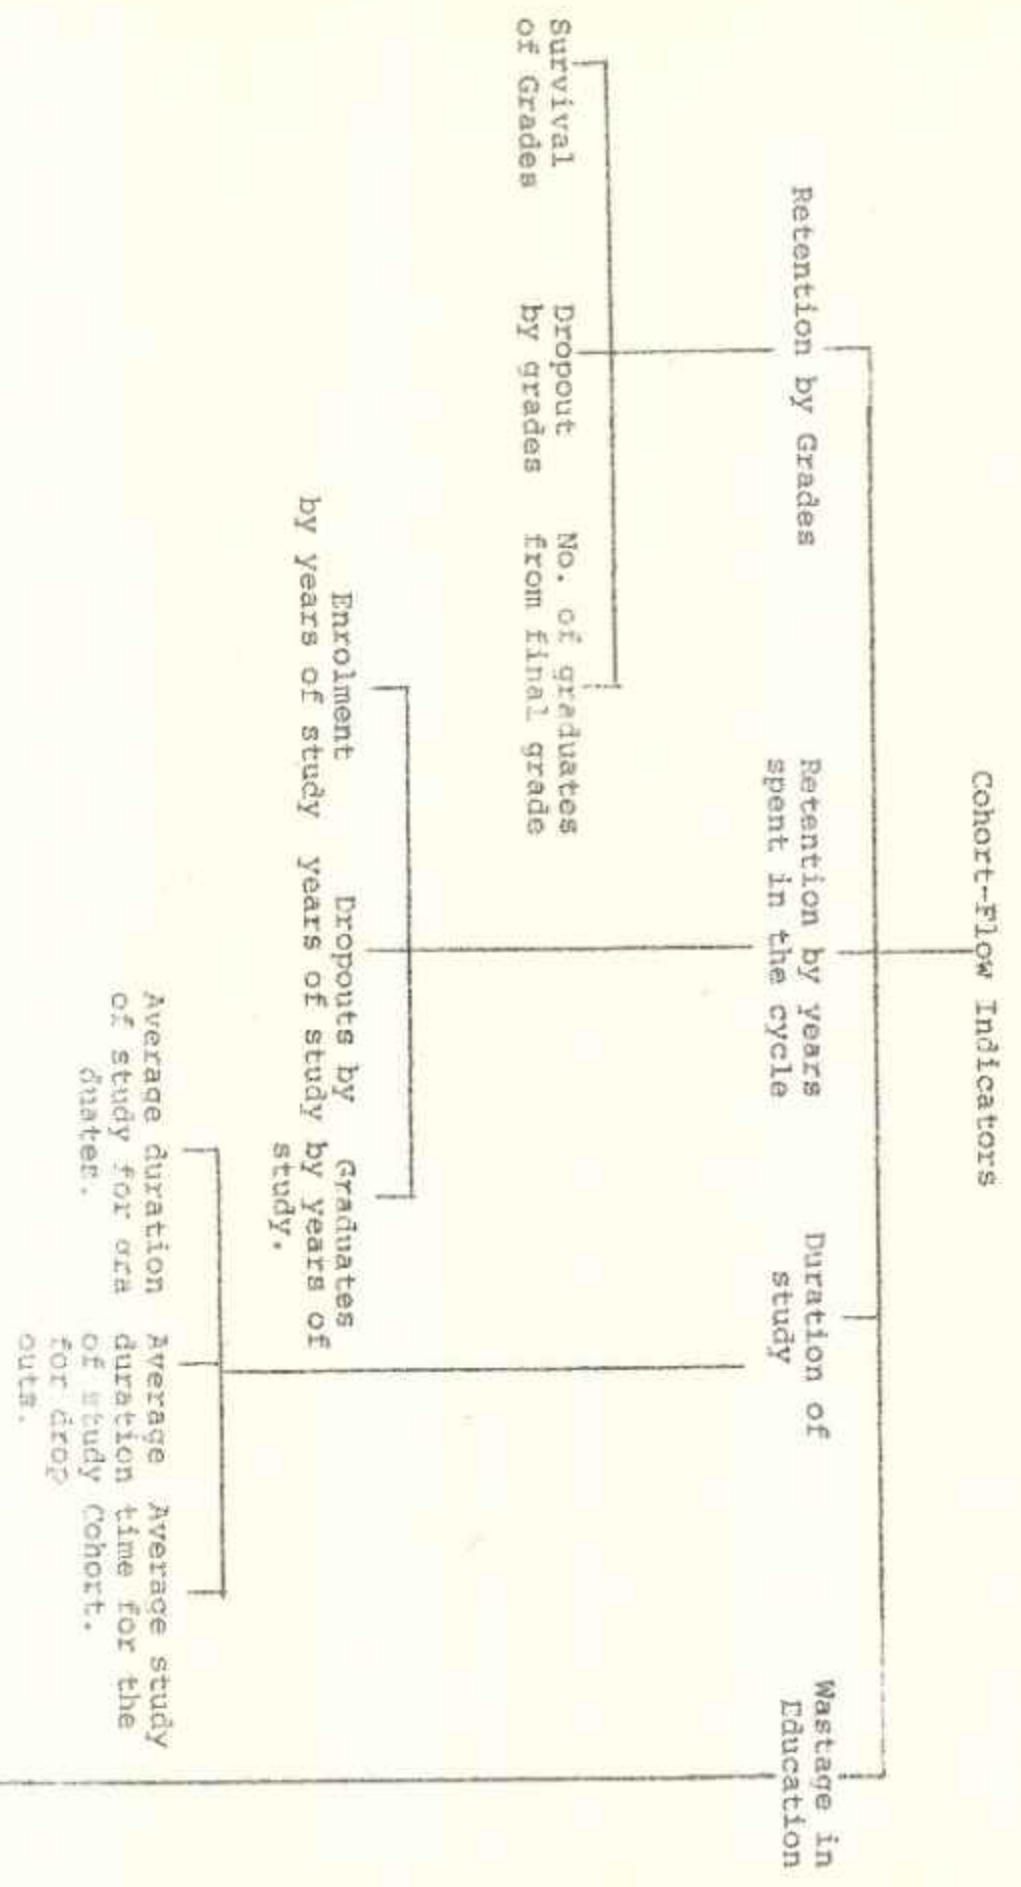 Cohort-Flow Indicators
Retention by Grades
Retention by years
spent in the cycle
Duration of
study
Wastage in
Education
Survival
of Grades
Dropout
by grades
No. of graduates
from final grade
Enrolment
by years of study
Dropouts by
years of study
Graduates
by years of
study.
Average duration
of study for gra
duates.
Average
duration
of study
for drop
outs.
Average study
time for the
Cohort.